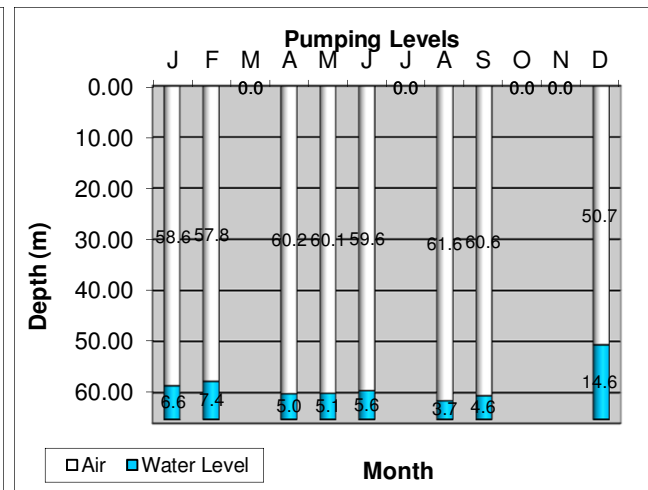 Pumping Levels
J F M A M J J A S O N D
0.00
0.0 0.0 0.0 0.0
10.00
20.00
50.7
30.00
58.6 57.8 60.2 60.1 59.6 61.6 60.6
40.00
50.00
60.00
6.6 7.4 5.0 5.1 5.6 3.7 4.6 14.6
Depth (m)
Air Water Level
Month